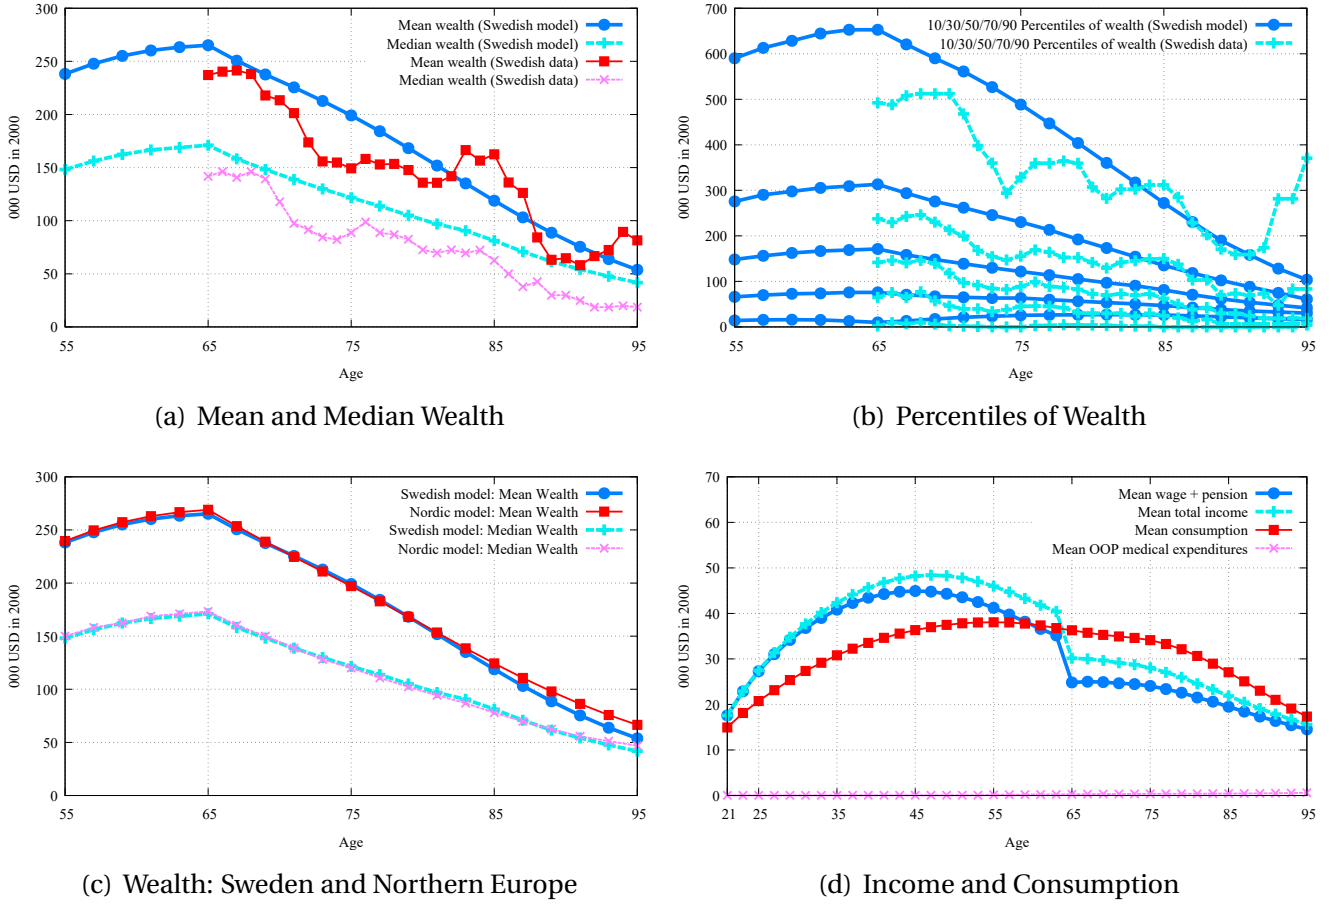 300
250
200
150
100
50
0
000 USD in 2000
Mean wealth (Swedish model)
Median wealth (Swedish model)
Mean wealth (Swedish data)
Median wealth (Swedish data)
55 65 75 85 95
Age
(a) Mean and Median Wealth
700
600
500
400
300
200
100
0
000 USD in 2000
10/30/50/70/90 Percentiles of wealth (Swedish model)
10/30/50/70/90 Percentiles of wealth (Swedish data)
55 65 75 85 95
Age
(b) Percentiles of Wealth
300
250
200
150
100
50
0
000 USD in 2000
Swedish model: Mean Wealth
Nordic model: Mean Wealth
Swedish model: Median Wealth
Nordic model: Median Wealth
55 65 75 85 95
Age
(c) Wealth: Sweden and Northern Europe
70
60
50
40
30
20
10
0
000 USD in 2000
Mean wage + pension
Mean total income
Mean consumption
Mean OOP medical expenditures
21 25 35 45 55 65 75 85 95
Age
(d) Income and Consumption